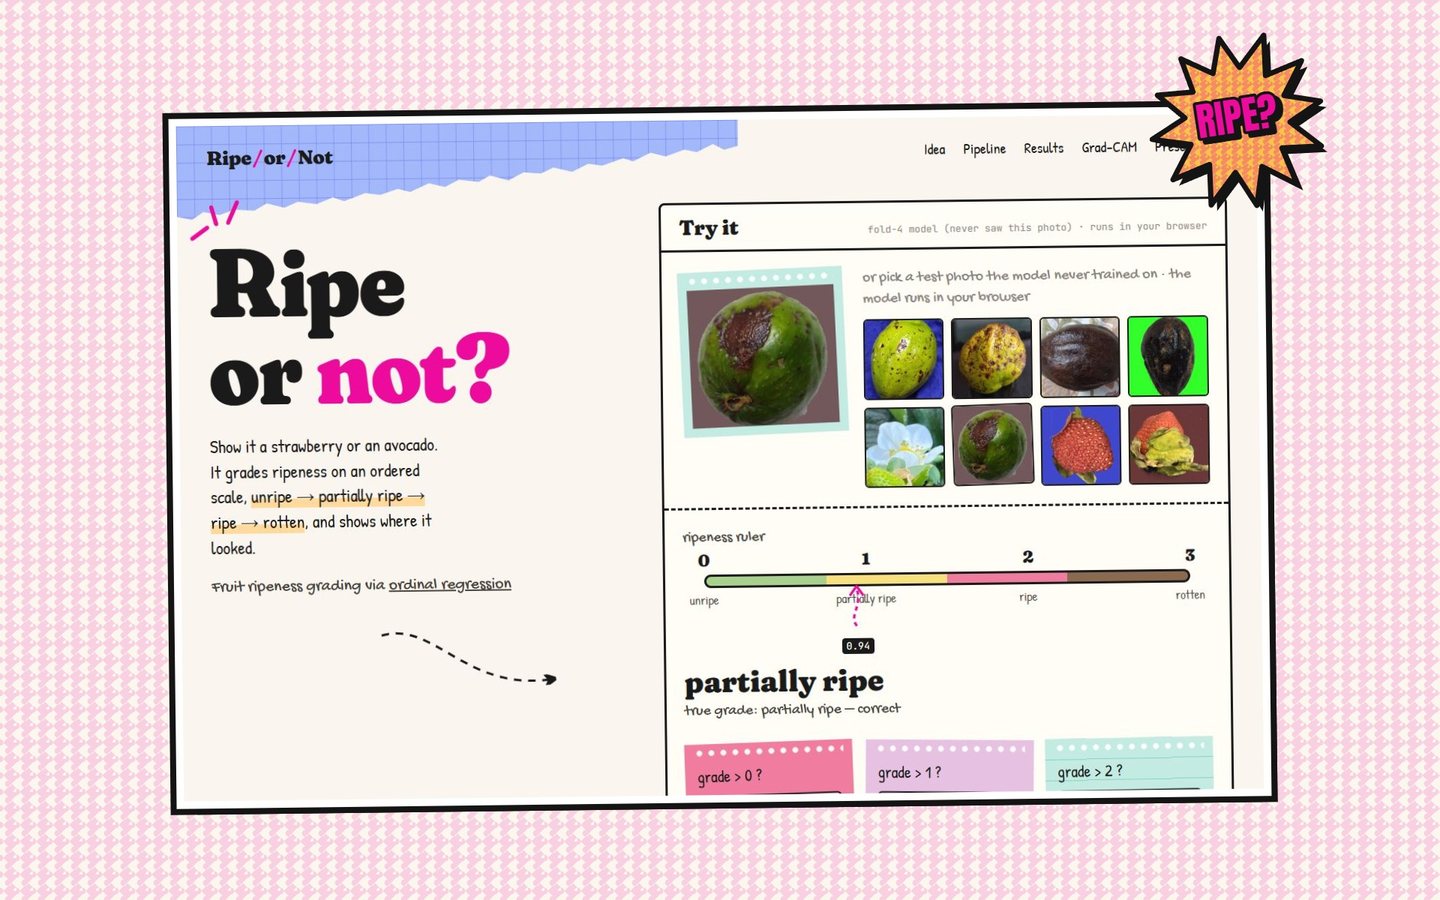 RIPE?
Ripe/or/Not
Idea Pipeline Results Grad-CAM
Ripe
or not?
Show it a strawberry or an avocado.
It grades ripeness on an ordered
scale, unripe → partially ripe →
ripe → rotten, and shows where it
looked.
Fruit ripeness grading via ordinal regression
Try it
fold-4 model (never saw this photo) · runs in your browser
or pick a test photo the model never trained on · the
model runs in your browser
ripeness ruler
0 1 2 3
unripe partially ripe ripe rotten
0.94
partially ripe
true grade: partially ripe — correct
grade > 0 ?
grade > 1 ?
grade > 2 ?